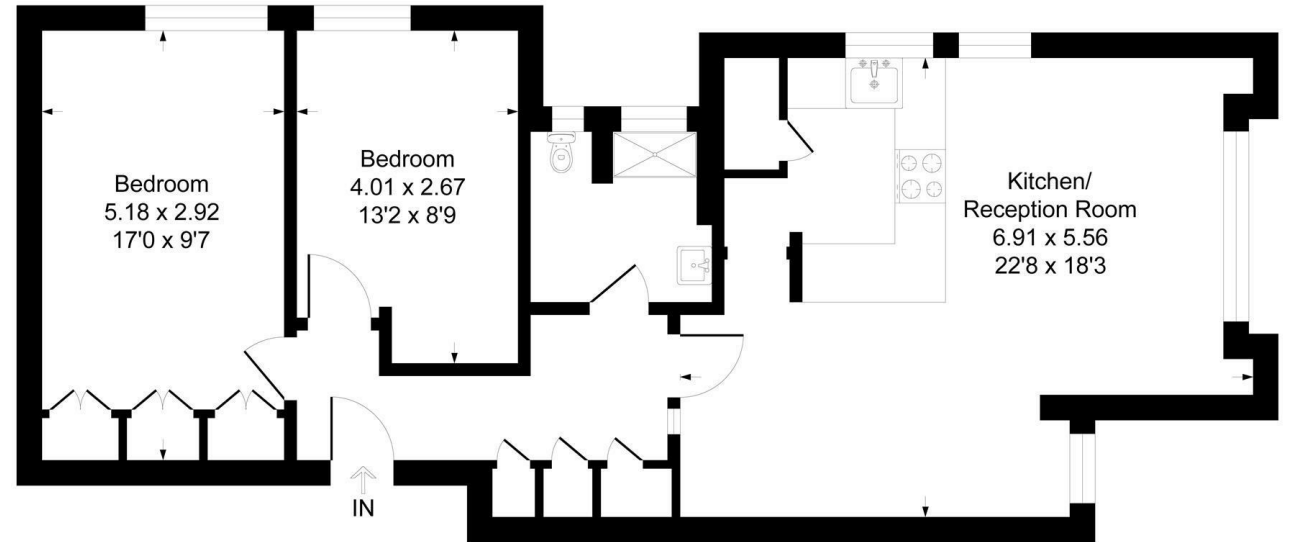 Bedroom
5.18 x 2.92
17'0 x 9'7
Bedroom
4.01 x 2.67
13'2 x 8'9
Kitchen/
Reception Room
6.91 x 5.56
22'8 x 18'3
IN